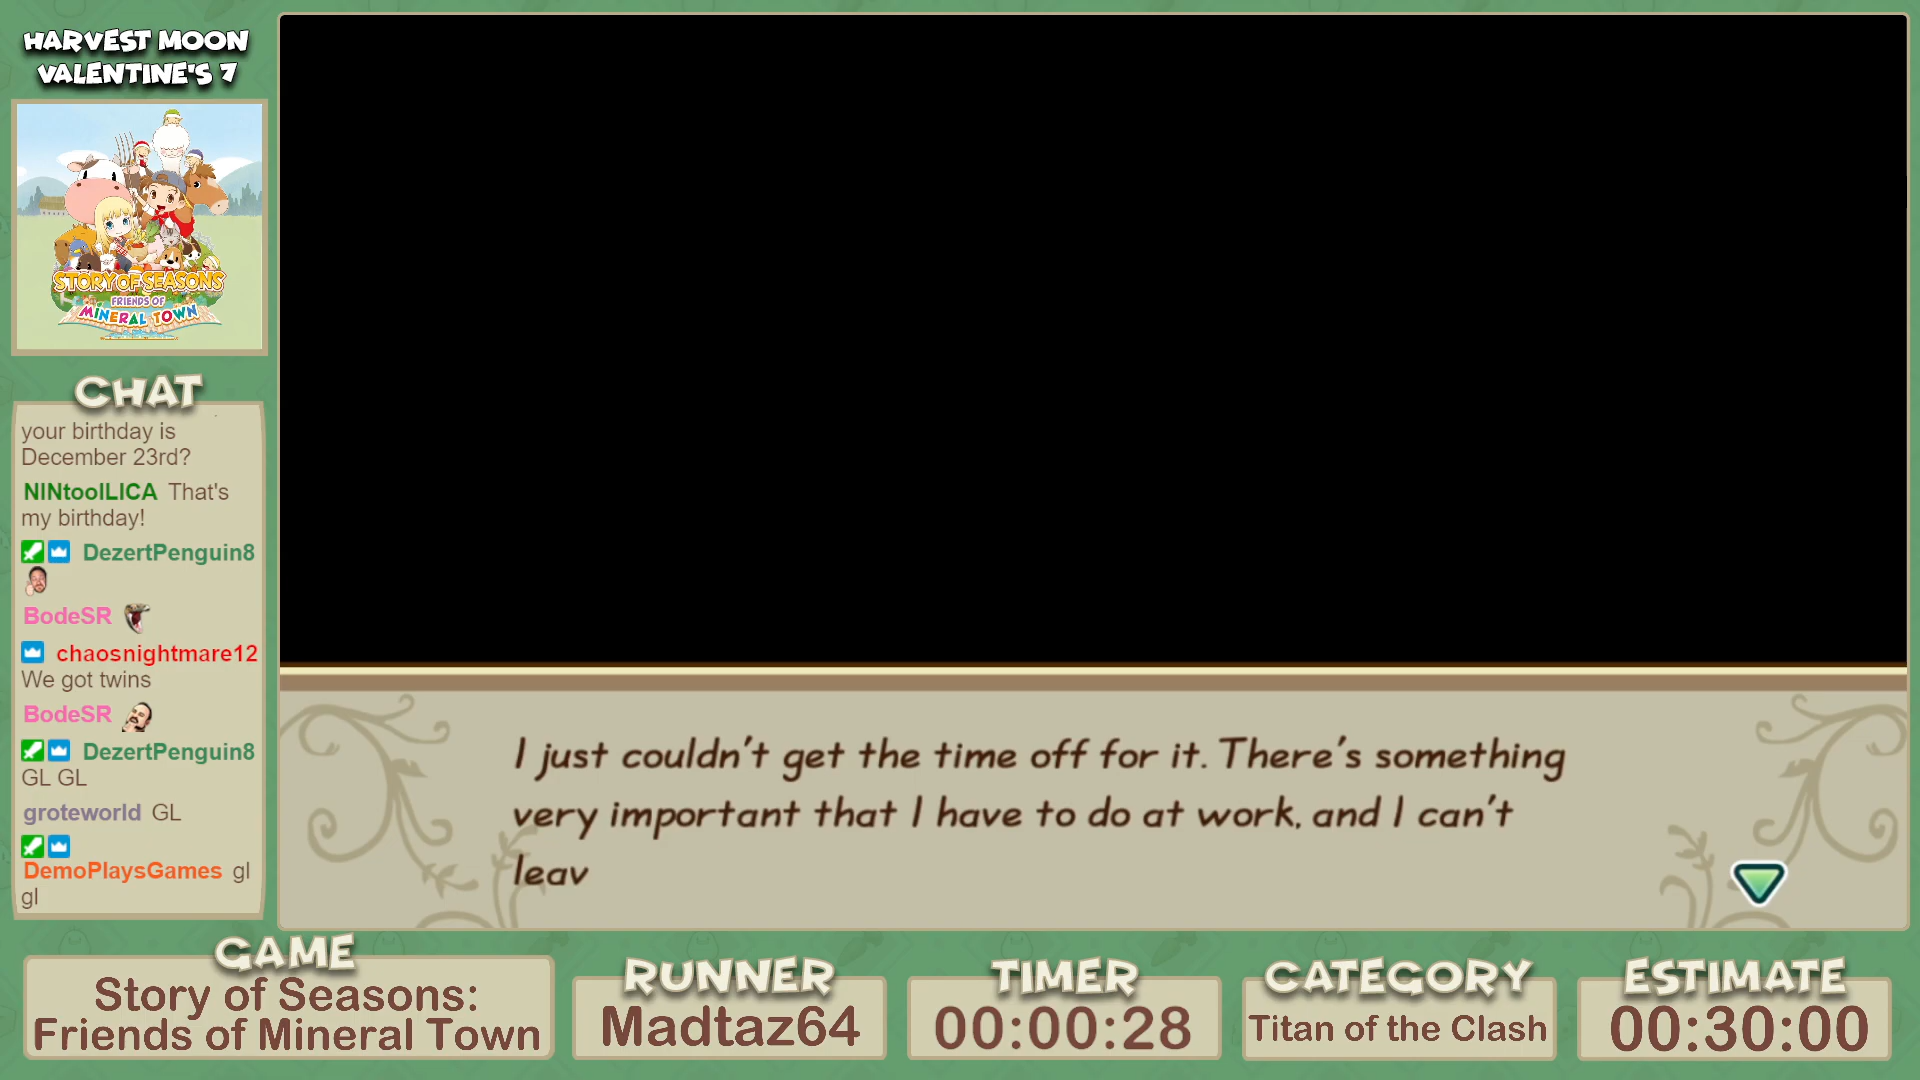 HARVEST MOON
VALENTINE'S 7
STORY OF SEASONS
FRIENDS OF
MINERAL TOWN
CHAT
your birthday is
December 23rd?
NINtoolLICA That's
my birthday!
DezertPenguin8
BodeSR
chaosnightmare12
We got twins
BodeSR
DezertPenguin8
GL GL
groteworld GL
DemoPlaysGames gl
gl
I just couldn't get the time off for it. There's something
very important that I have to do at work, and I can't
leav
GAME
Story of Seasons:
Friends of Mineral Town
RUNNER
Madtaz64
TIMER
00:00:28
CATEGORY
Titan of the Clash
ESTIMATE
00:30:00